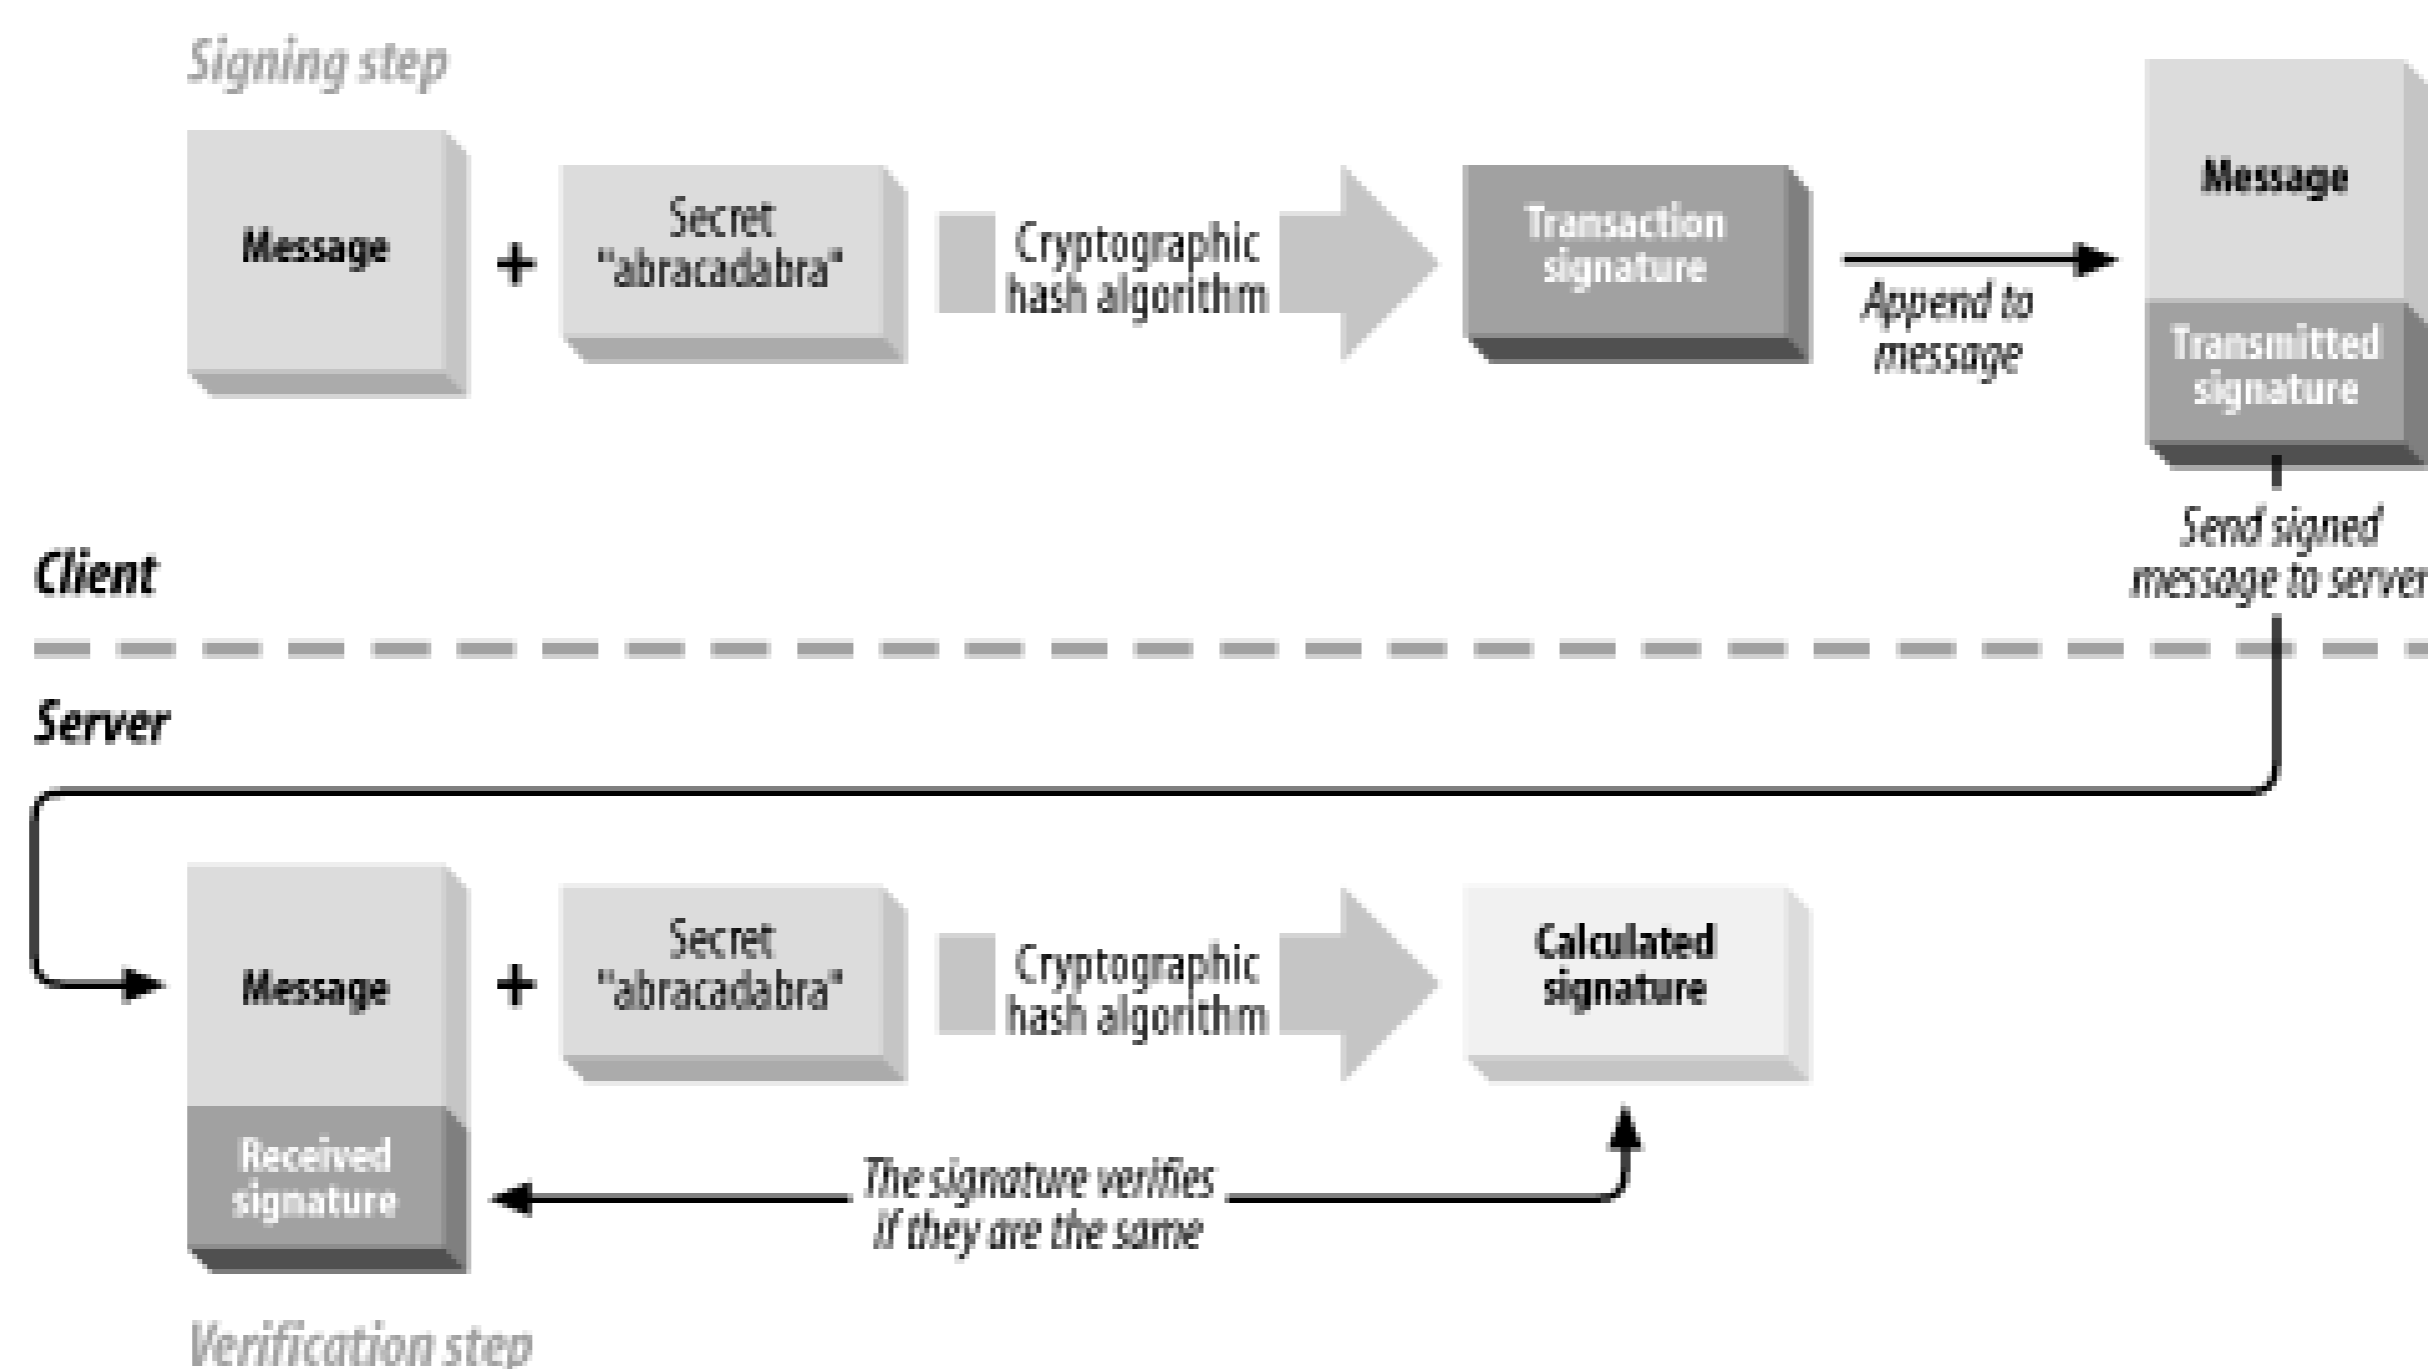 Signing step
Message
+
Secret
"abracadabra"
Cryptographic
hash algorithm
Transaction
signature
Append to
message
Message
Transmitted
signature
Send signed
message to server
Client
Server
Message
Received
signature
+
Secret
"abracadabra"
Cryptographic
hash algorithm
Calculated
signature
The signature verifies
if they are the same
Verification step